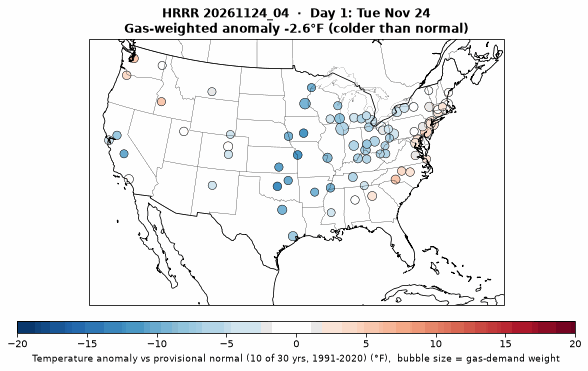 HRRR 20261124_04 · Day 1: Tue Nov 24
Gas-weighted anomaly -2.6°F (colder than normal)
−20 −15 −10 −5 0 5 10 15 20
Temperature anomaly vs provisional normal (10 of 30 yrs, 1991-2020) (°F), bubble size = gas-demand weight